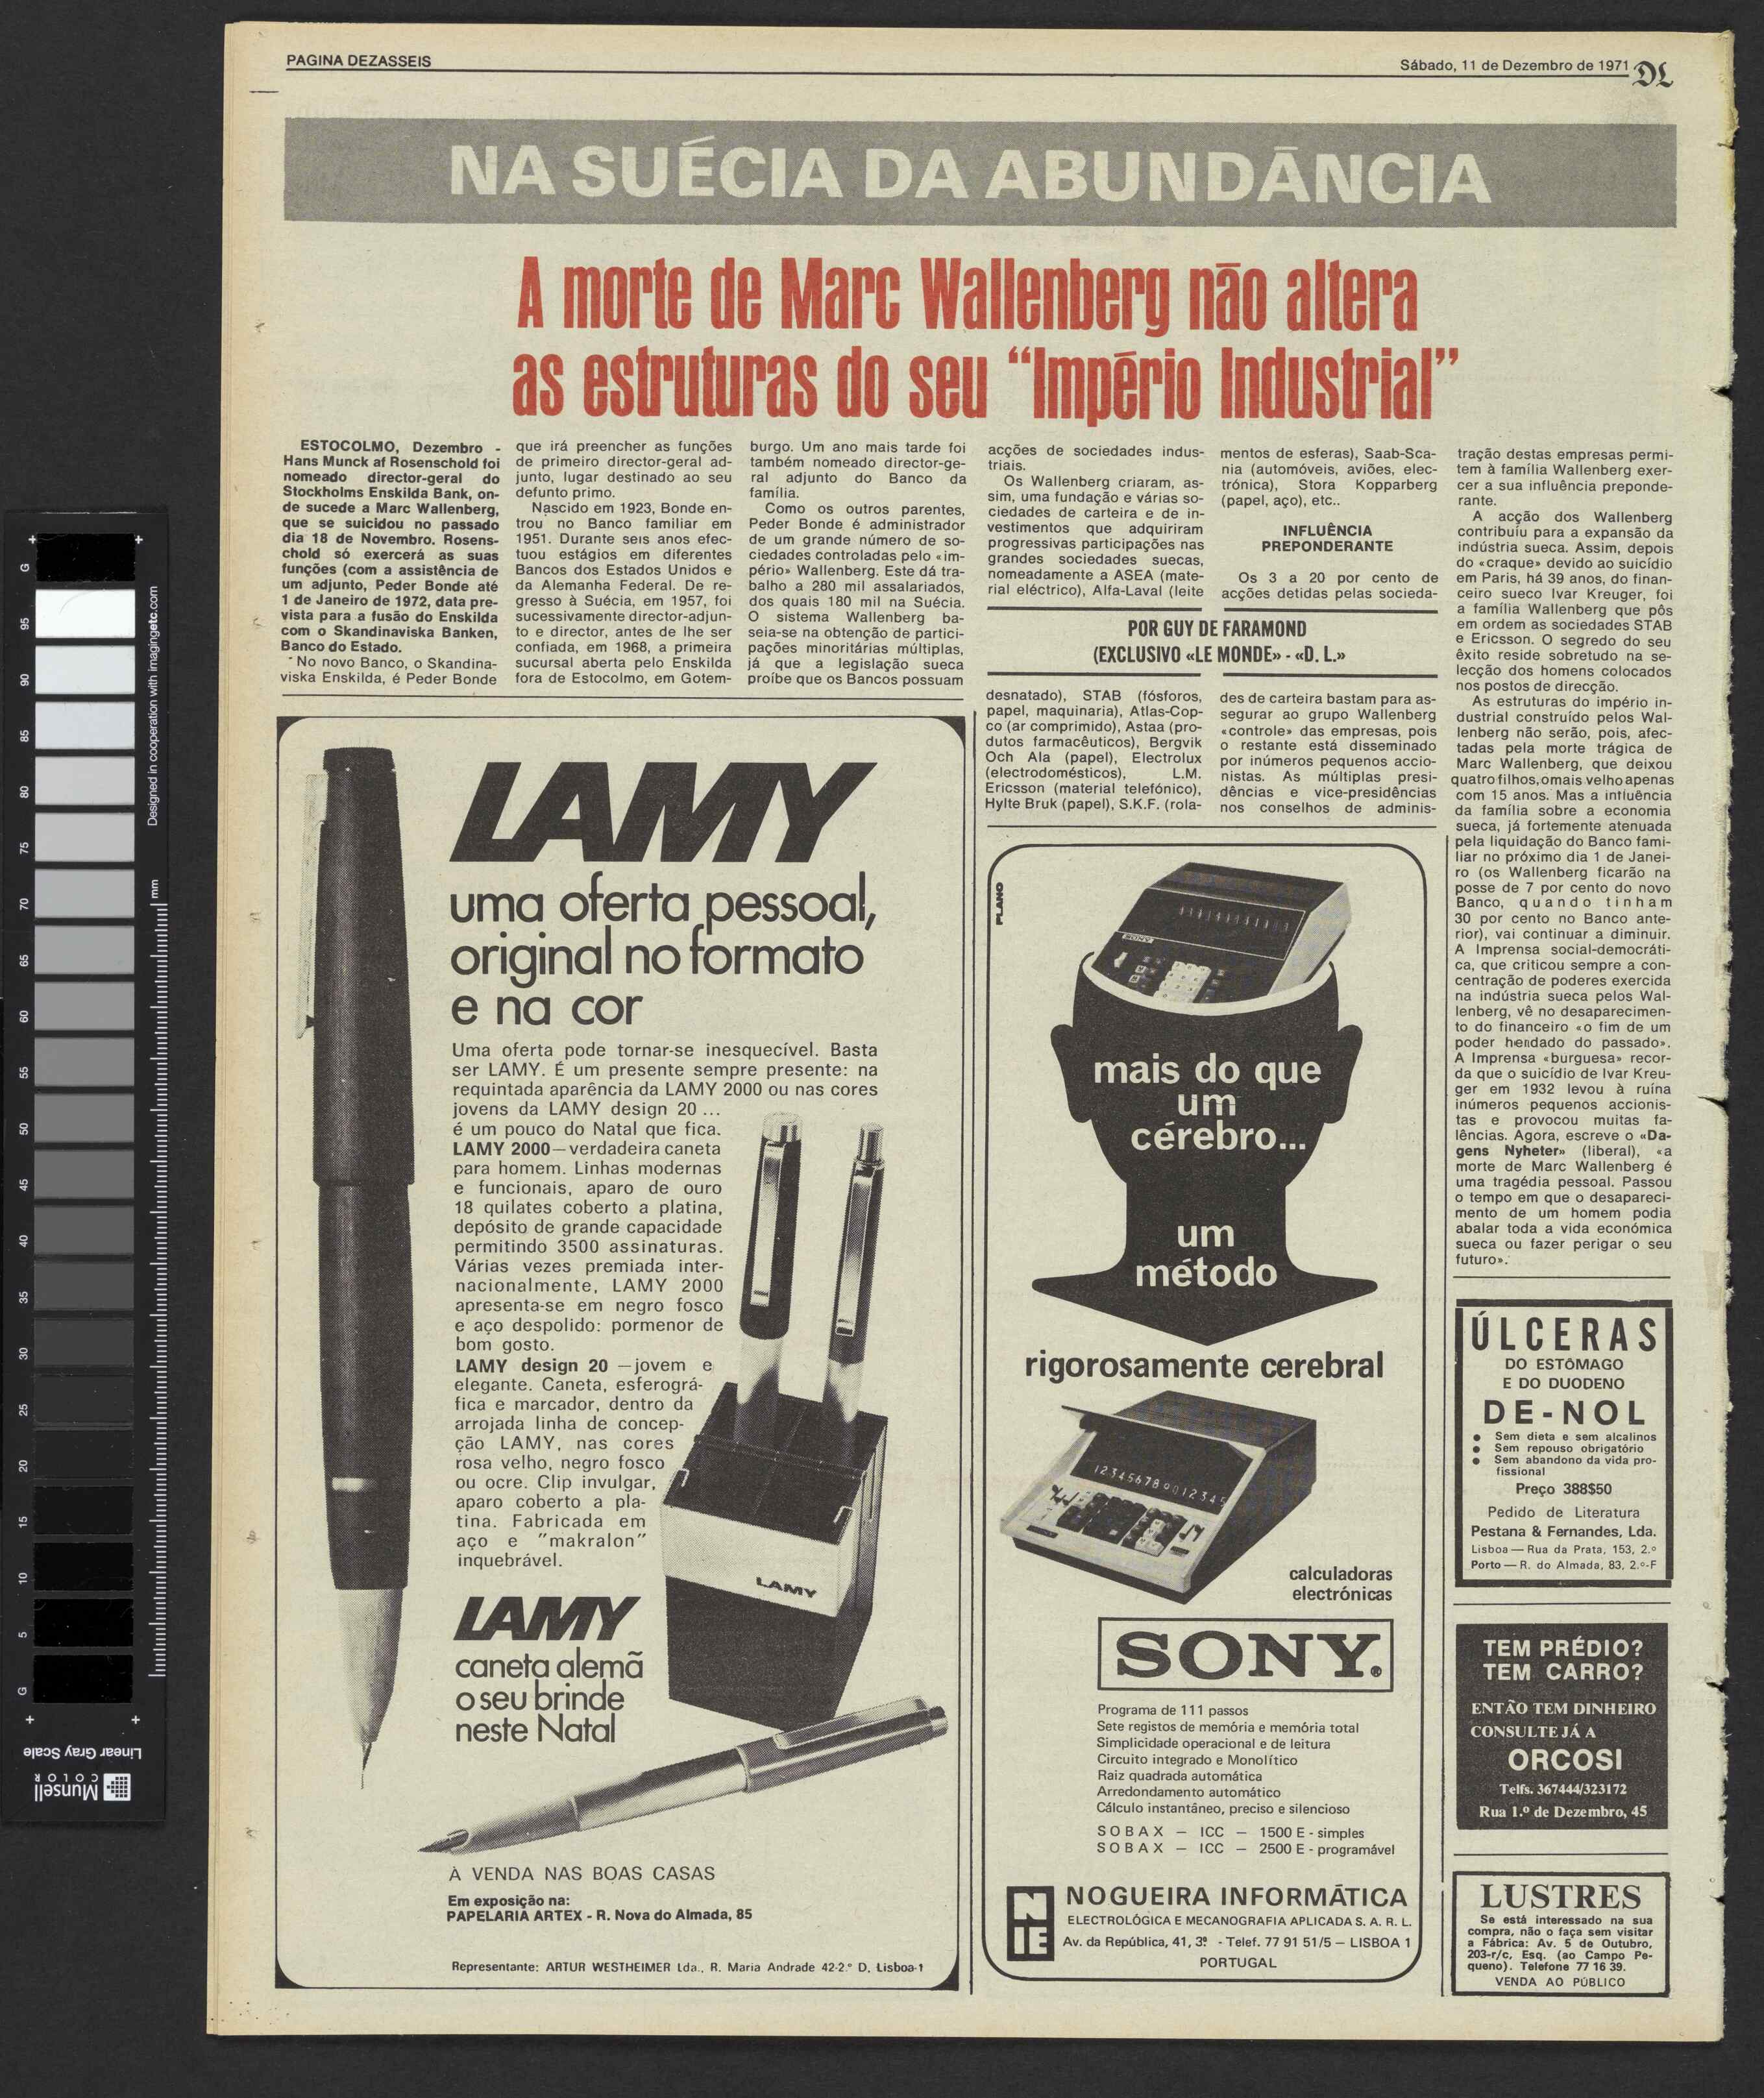 PAGINA DEZASSEIS
Sábado, 11 de Dezembro de 1971 DL
NA SUÉCIA DA ABUNDÂNCIA
A morte de Marc Wallenberg não altera
as estruturas do seu “Império Industrial”
ESTOCOLMO, Dezembro -
Hans Munck af Rosenschold foi
nomeado director-geral do
Stockholms Enskilda Bank, on-
de sucede a Marc Wallenberg,
que se suicidou no passado
dia 18 de Novembro. Rosens-
chold só exercerá as suas
funções (com a assistência de
um adjunto, Peder Bonde até
1 de Janeiro de 1972, data pre-
vista para a fusão do Enskilda
com o Skandinaviska Banken,
Banco do Estado.
No novo Banco, o Skandina-
viska Enskilda, é Peder Bonde
que irá preencher as funções
de primeiro director-geral ad-
junto, lugar destinado ao seu
defunto primo.
Nascido em 1923, Bonde en-
trou no Banco familiar em
1951. Durante seis anos efec-
tuou estágios em diferentes
Bancos dos Estados Unidos e
da Alemanha Federal. De re-
gresso à Suécia, em 1957, foi
sucessivamente director-adjun-
to e director, antes de lhe ser
confiada, em 1968, a primeira
sucursal aberta pelo Enskilda
fora de Estocolmo, em Gotem-
burgo. Um ano mais tarde foi
também nomeado director-ge-
ral adjunto do Banco da
família.
Como os outros parentes,
Peder Bonde é administrador
de um grande número de so-
ciedades controladas pelo «im-
pério» Wallenberg. Este dá tra-
balho a 280 mil assalariados,
dos quais 180 mil na Suécia.
O sistema Wallenberg ba-
seia-se na obtenção de partici-
pações minoritárias múltiplas,
já que a legislação sueca
proíbe que os Bancos possuam
acções de sociedades indus-
triais.
Os Wallenberg criaram, as-
sim, uma fundação e várias so-
ciedades de carteira e de in-
vestimentos que adquiriram
progressivas participações nas
grandes sociedades suecas,
nomeadamente a ASEA (mate-
rial eléctrico), Alfa-Laval (leite
POR GUY DE FARAMOND
(EXCLUSIVO «LE MONDE» - «D. L.»
desnatado), STAB (fósforos,
papel, maquinaria), Atlas-Cop-
co (ar comprimido), Astaa (pro-
dutos farmacêuticos), Bergvik
Och Ala (papel), Electrolux
(electrodomésticos), L.M.
Ericsson (material telefónico),
Hylte Bruk (papel), S.K.F. (rola-
mentos de esferas), Saab-Sca-
nia (automóveis, aviões, elec-
trónica), Stora Kopparberg
(papel, aço), etc..
INFLUÊNCIA
PREPONDERANTE
Os 3 a 20 por cento de
acções detidas pelas socieda-
des de carteira bastam para as-
segurar ao grupo Wallenberg
«controle» das empresas, pois
o restante está disseminado
por inúmeros pequenos accio-
nistas. As múltiplas presi-
dências e vice-presidências
nos conselhos de adminis-
tração destas empresas permi-
tem à família Wallenberg exer-
cer a sua influência preponde-
rante.
A acção dos Wallenberg
contribuíu para a expansão da
indústria sueca. Assim, depois
do «craque» devido ao suicídio
em Paris, há 39 anos, do finan-
ceiro sueco Ivar Kreuger, foi
a família Wallenberg que pôs
em ordem as sociedades STAB
e Ericsson. O segredo do seu
êxito reside sobretudo na se-
lecção dos homens colocados
nos postos de direcção.
As estruturas do império in-
dustrial construído pelos Wal-
lenberg não serão, pois, afec-
tadas pela morte trágica de
Marc Wallenberg, que deixou
quatro filhos, o mais velho apenas
com 15 anos. Mas a influência
da família sobre a economia
sueca, já fortemente atenuada
pela liquidação do Banco fami-
liar no próximo dia 1 de Janei-
ro (os Wallenberg ficarão na
posse de 7 por cento do novo
Banco, quando tinham
30 por cento no Banco ante-
rior), vai continuar a diminuir.
A Imprensa social-democráti-
ca, que criticou sempre a con-
centração de poderes exercida
na indústria sueca pelos Wal-
lenberg, vê no desaparecimen-
to do financeiro «o fim de um
poder herdado do passado».
A Imprensa «burguesa» recor-
da que o suicídio de Ivar Kreu-
ger em 1932 levou à ruína
inúmeros pequenos accionis-
tas e provocou muitas fa-
lências. Agora, escreve o «Da-
gens Nyheter» (liberal), «a
morte de Marc Wallenberg é
uma tragédia pessoal. Passou
o tempo em que o desapareci-
mento de um homem podia
abalar toda a vida económica
sueca ou fazer perigar o seu
futuro».
LAMY
uma oferta pessoal,
original no formato
e na cor
Uma oferta pode tornar-se inesquecível. Basta
ser LAMY. É um presente sempre presente: na
requintada aparência da LAMY 2000 ou nas cores
jovens da LAMY design 20 ...
é um pouco do Natal que fica.
LAMY 2000—verdadeira caneta
para homem. Linhas modernas
e funcionais, aparo de ouro
18 quilates coberto a platina,
depósito de grande capacidade
permitindo 3500 assinaturas.
Várias vezes premiada inter-
nacionalmente, LAMY 2000
apresenta-se em negro fosco
e aço despolido: pormenor de
bom gosto.
LAMY design 20 —jovem e
elegante. Caneta, esferográ-
fica e marcador, dentro da
arrojada linha de concep-
ção LAMY, nas cores
rosa velho, negro fosco
ou ocre. Clip invulgar,
aparo coberto a pla-
tina. Fabricada em
aço e "makralon"
inquebrável.
LAMY
LAMY
caneta alemã
o seu brinde
neste Natal
À VENDA NAS BOAS CASAS
Em exposição na:
PAPELARIA ARTEX - R. Nova do Almada, 85
Representante: ARTUR WESTHEIMER Lda., R. Maria Andrade 42-2.º D. Lisboa-1
PLANO
SONY
mais do que
um
cérebro...
um
método
rigorosamente cerebral
123456789012345
calculadoras
electrónicas
SONY®
Programa de 111 passos
Sete registos de memória e memória total
Simplicidade operacional e de leitura
Circuito integrado e Monolítico
Raiz quadrada automática
Arredondamento automático
Cálculo instantâneo, preciso e silencioso
SOBAX — ICC — 1500 E - simples
SOBAX — ICC — 2500 E - programável
NIE
NOGUEIRA INFORMÁTICA
ELECTROLÓGICA E MECANOGRAFIA APLICADA S. A. R. L.
Av. da República, 41, 3º - Telef. 77 91 51/5 — LISBOA 1
PORTUGAL
ÚLCERAS
DO ESTÔMAGO
E DO DUODENO
DE-NOL
● Sem dieta e sem alcalinos
● Sem repouso obrigatório
● Sem abandono da vida pro-
fissional
Preço 388$50
Pedido de Literatura
Pestana & Fernandes, Lda.
Lisboa — Rua da Prata, 153, 2.º
Porto — R. do Almada, 83, 2.º-F
TEM PRÉDIO?
TEM CARRO?
ENTÃO TEM DINHEIRO
CONSULTE JÁ A
ORCOSI
Telfs. 367444/323172
Rua 1.º de Dezembro, 45
LUSTRES
Se está interessado na sua
compra, não o faça sem visitar
a Fábrica: Av. 5 de Outubro,
203-r/c, Esq. (ao Campo Pe-
queno). Telefone 77 16 39.
VENDA AO PÚBLICO
G
95
90
85
80
75
70
65
60
55
50
45
40
35
30
25
20
15
10
5
G
mm
Designed in cooperation with imagingetc.com
Linear Gray Scale
Munsell
COLOR